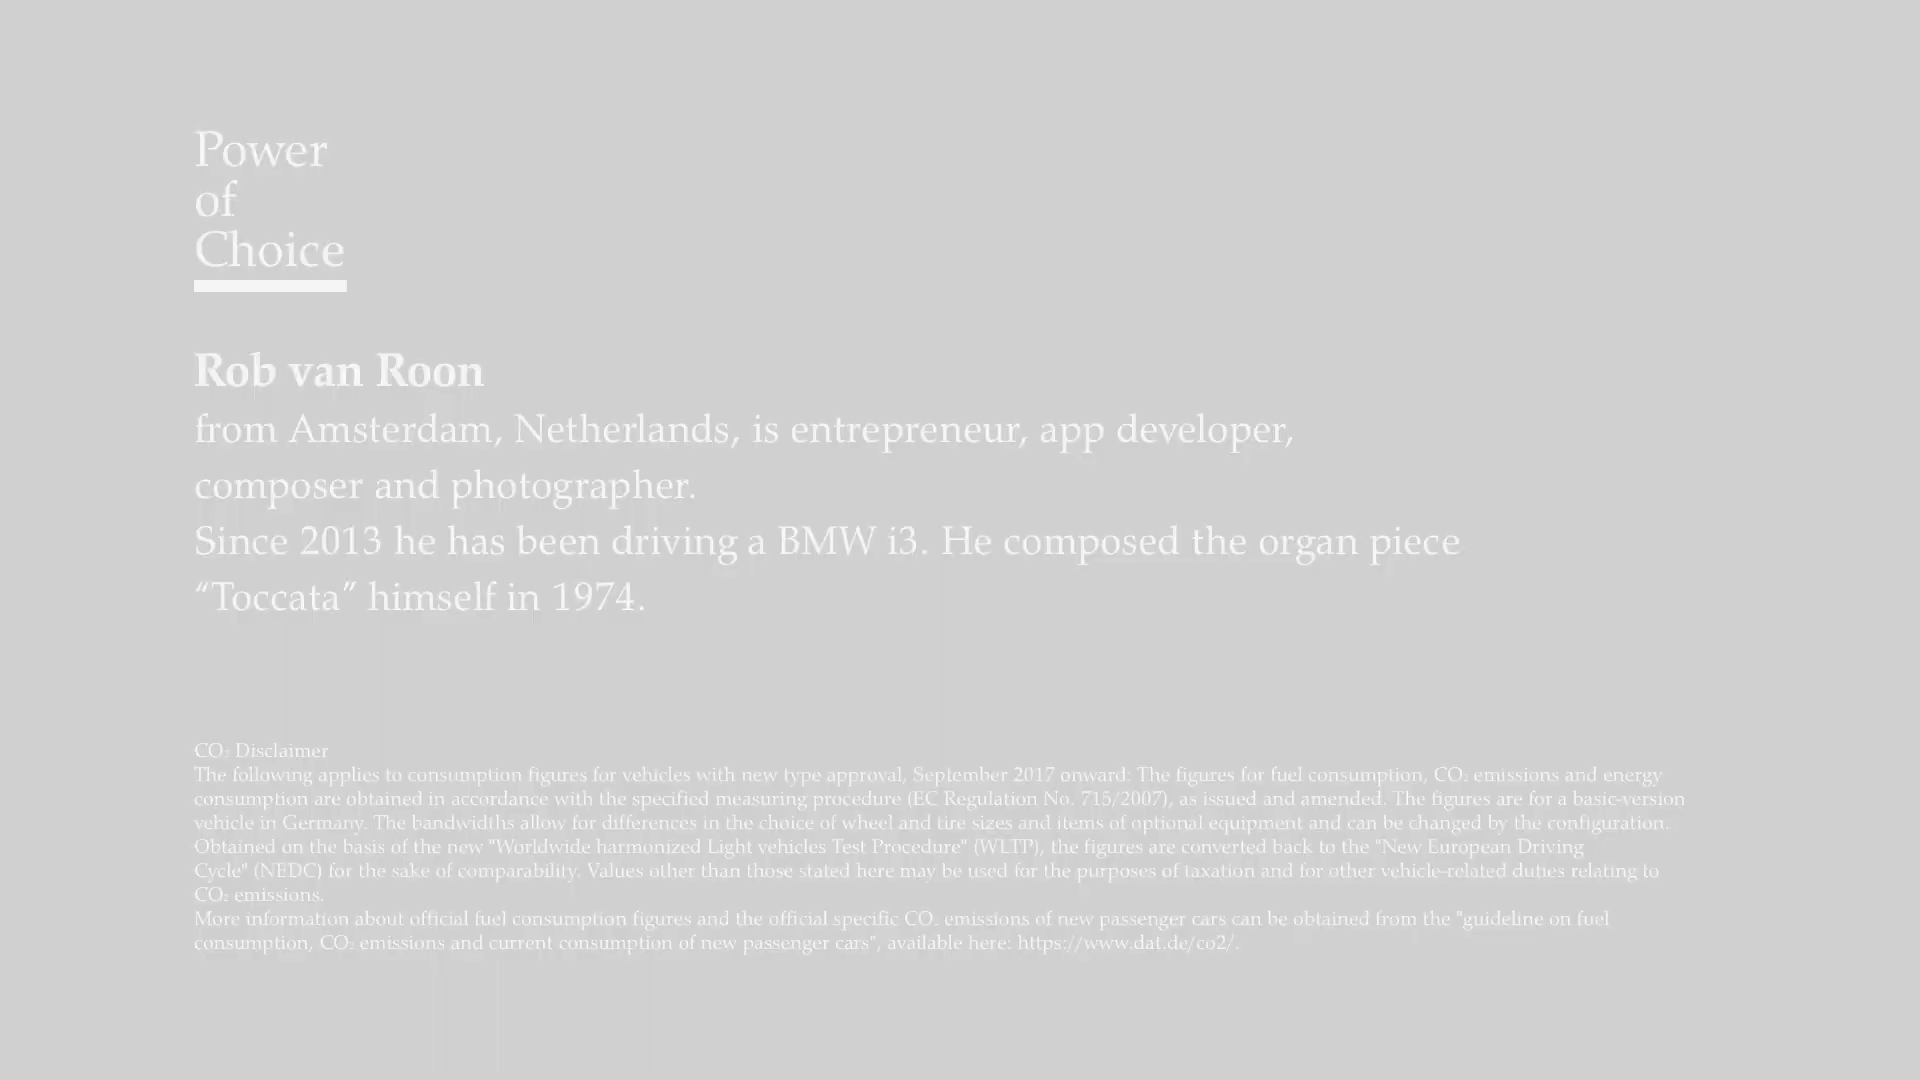 Power
of
Choice
Rob van Roon
from Amsterdam, Netherlands, is entrepreneur, app developer,
composer and photographer.
Since 2013 he has been driving a BMW i3. He composed the organ piece
“Toccata” himself in 1974.
CO₂ Disclaimer
The following applies to consumption figures for vehicles with new type approval, September 2017 onward: The figures for fuel consumption, CO₂ emissions and energy
consumption are obtained in accordance with the specified measuring procedure (EC Regulation No. 715/2007), as issued and amended. The figures are for a basic-version
vehicle in Germany. The bandwidths allow for differences in the choice of wheel and tire sizes and items of optional equipment and can be changed by the configuration.
Obtained on the basis of the new "Worldwide harmonized Light vehicles Test Procedure" (WLTP), the figures are converted back to the "New European Driving
Cycle" (NEDC) for the sake of comparability. Values other than those stated here may be used for the purposes of taxation and for other vehicle-related duties relating to
CO₂ emissions.
More information about official fuel consumption figures and the official specific CO₂ emissions of new passenger cars can be obtained from the "guideline on fuel
consumption, CO₂ emissions and current consumption of new passenger cars", available here: https://www.dat.de/co2/.